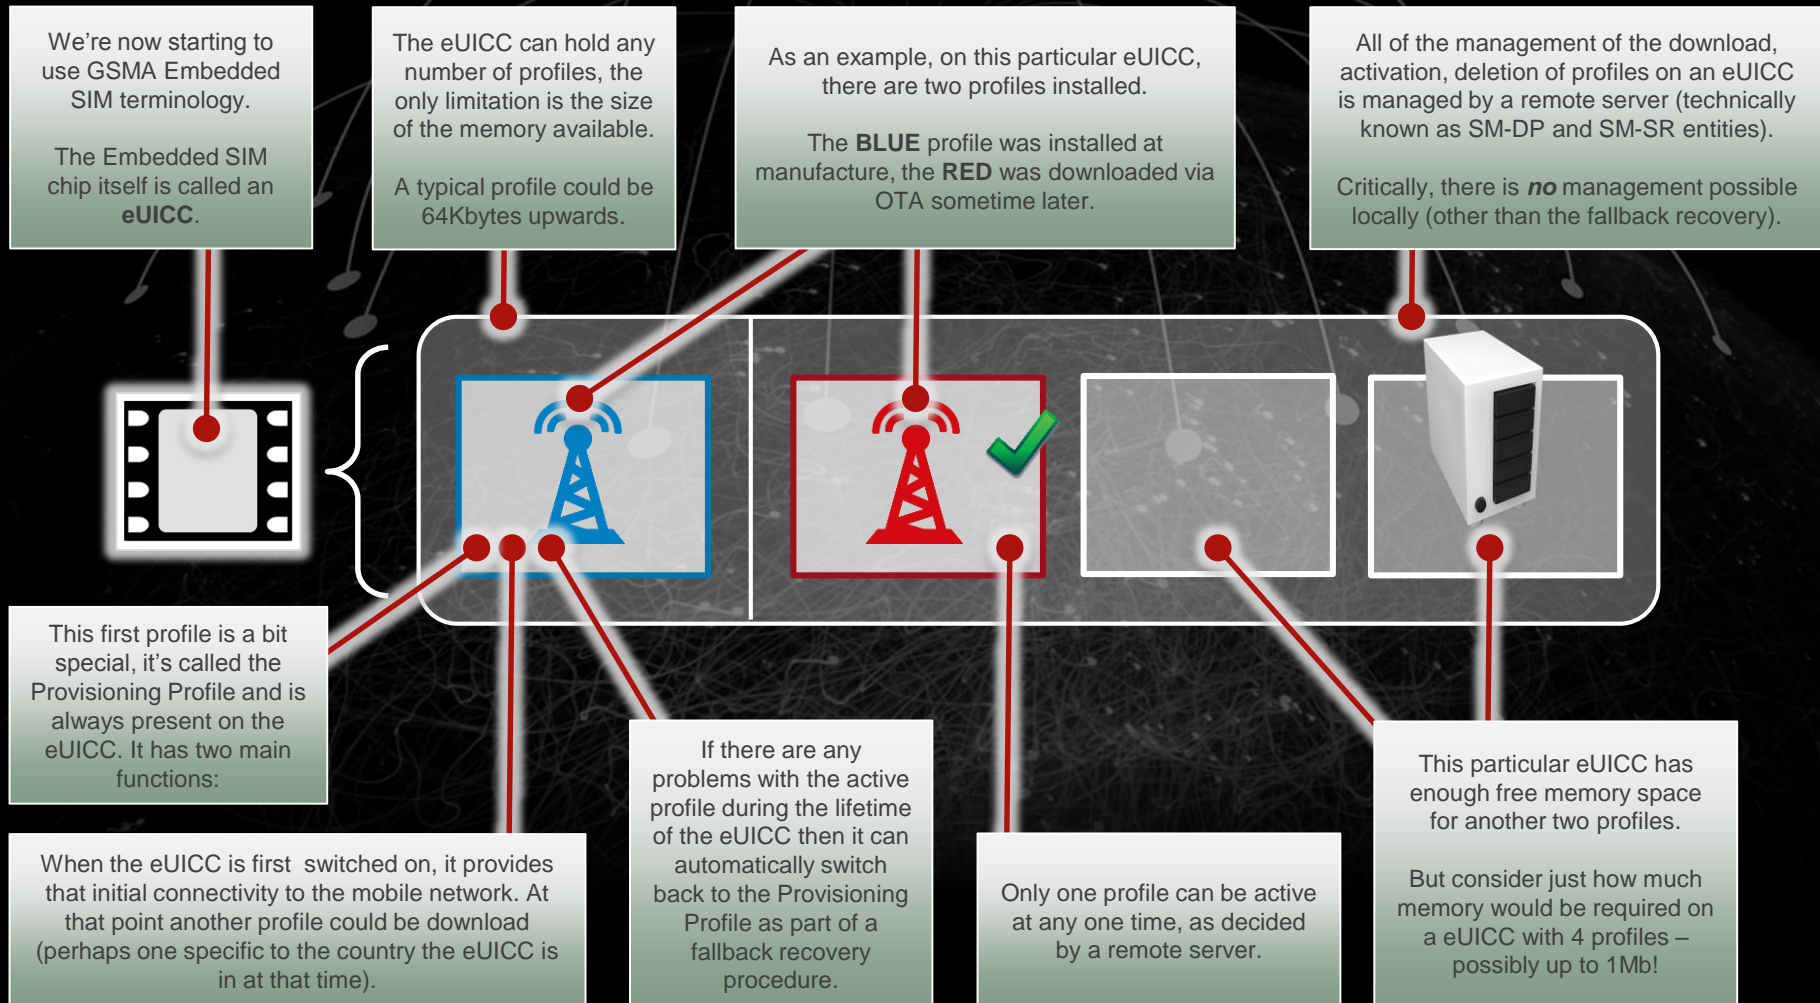 We're now starting to
use GSMA Embedded
SIM terminology.
The Embedded SIM
chip itself is called an
eUICC.
The eUICC can hold any
number of profiles, the
only limitation is the size
of the memory available.
A typical profile could be
64Kbytes upwards.
As an example, on this particular eUICC,
there are two profiles installed.
The BLUE profile was installed at
manufacture, the RED was downloaded via
OTA sometime later.
All of the management of the download,
activation, deletion of profiles on an eUICC
is managed by a remote server (technically
known as SM-DP and SM-SR entities).
Critically, there is no management possible
locally (other than the fallback recovery).
This first profile is a bit
special, it's called the
Provisioning Profile and is
always present on the
eUICC. It has two main
functions:
When the eUICC is first  switched on, it provides
that initial connectivity to the mobile network. At
that point another profile could be download
(perhaps one specific to the country the eUICC is
in at that time).
If there are any
problems with the active
profile during the lifetime
of the eUICC then it can
automatically switch
back to the Provisioning
Profile as part of a
fallback recovery
procedure.
Only one profile can be active
at any one time, as decided
by a remote server.
This particular eUICC has
enough free memory space
for another two profiles.
But consider just how much
memory would be required on
a eUICC with 4 profiles –
possibly up to 1Mb!